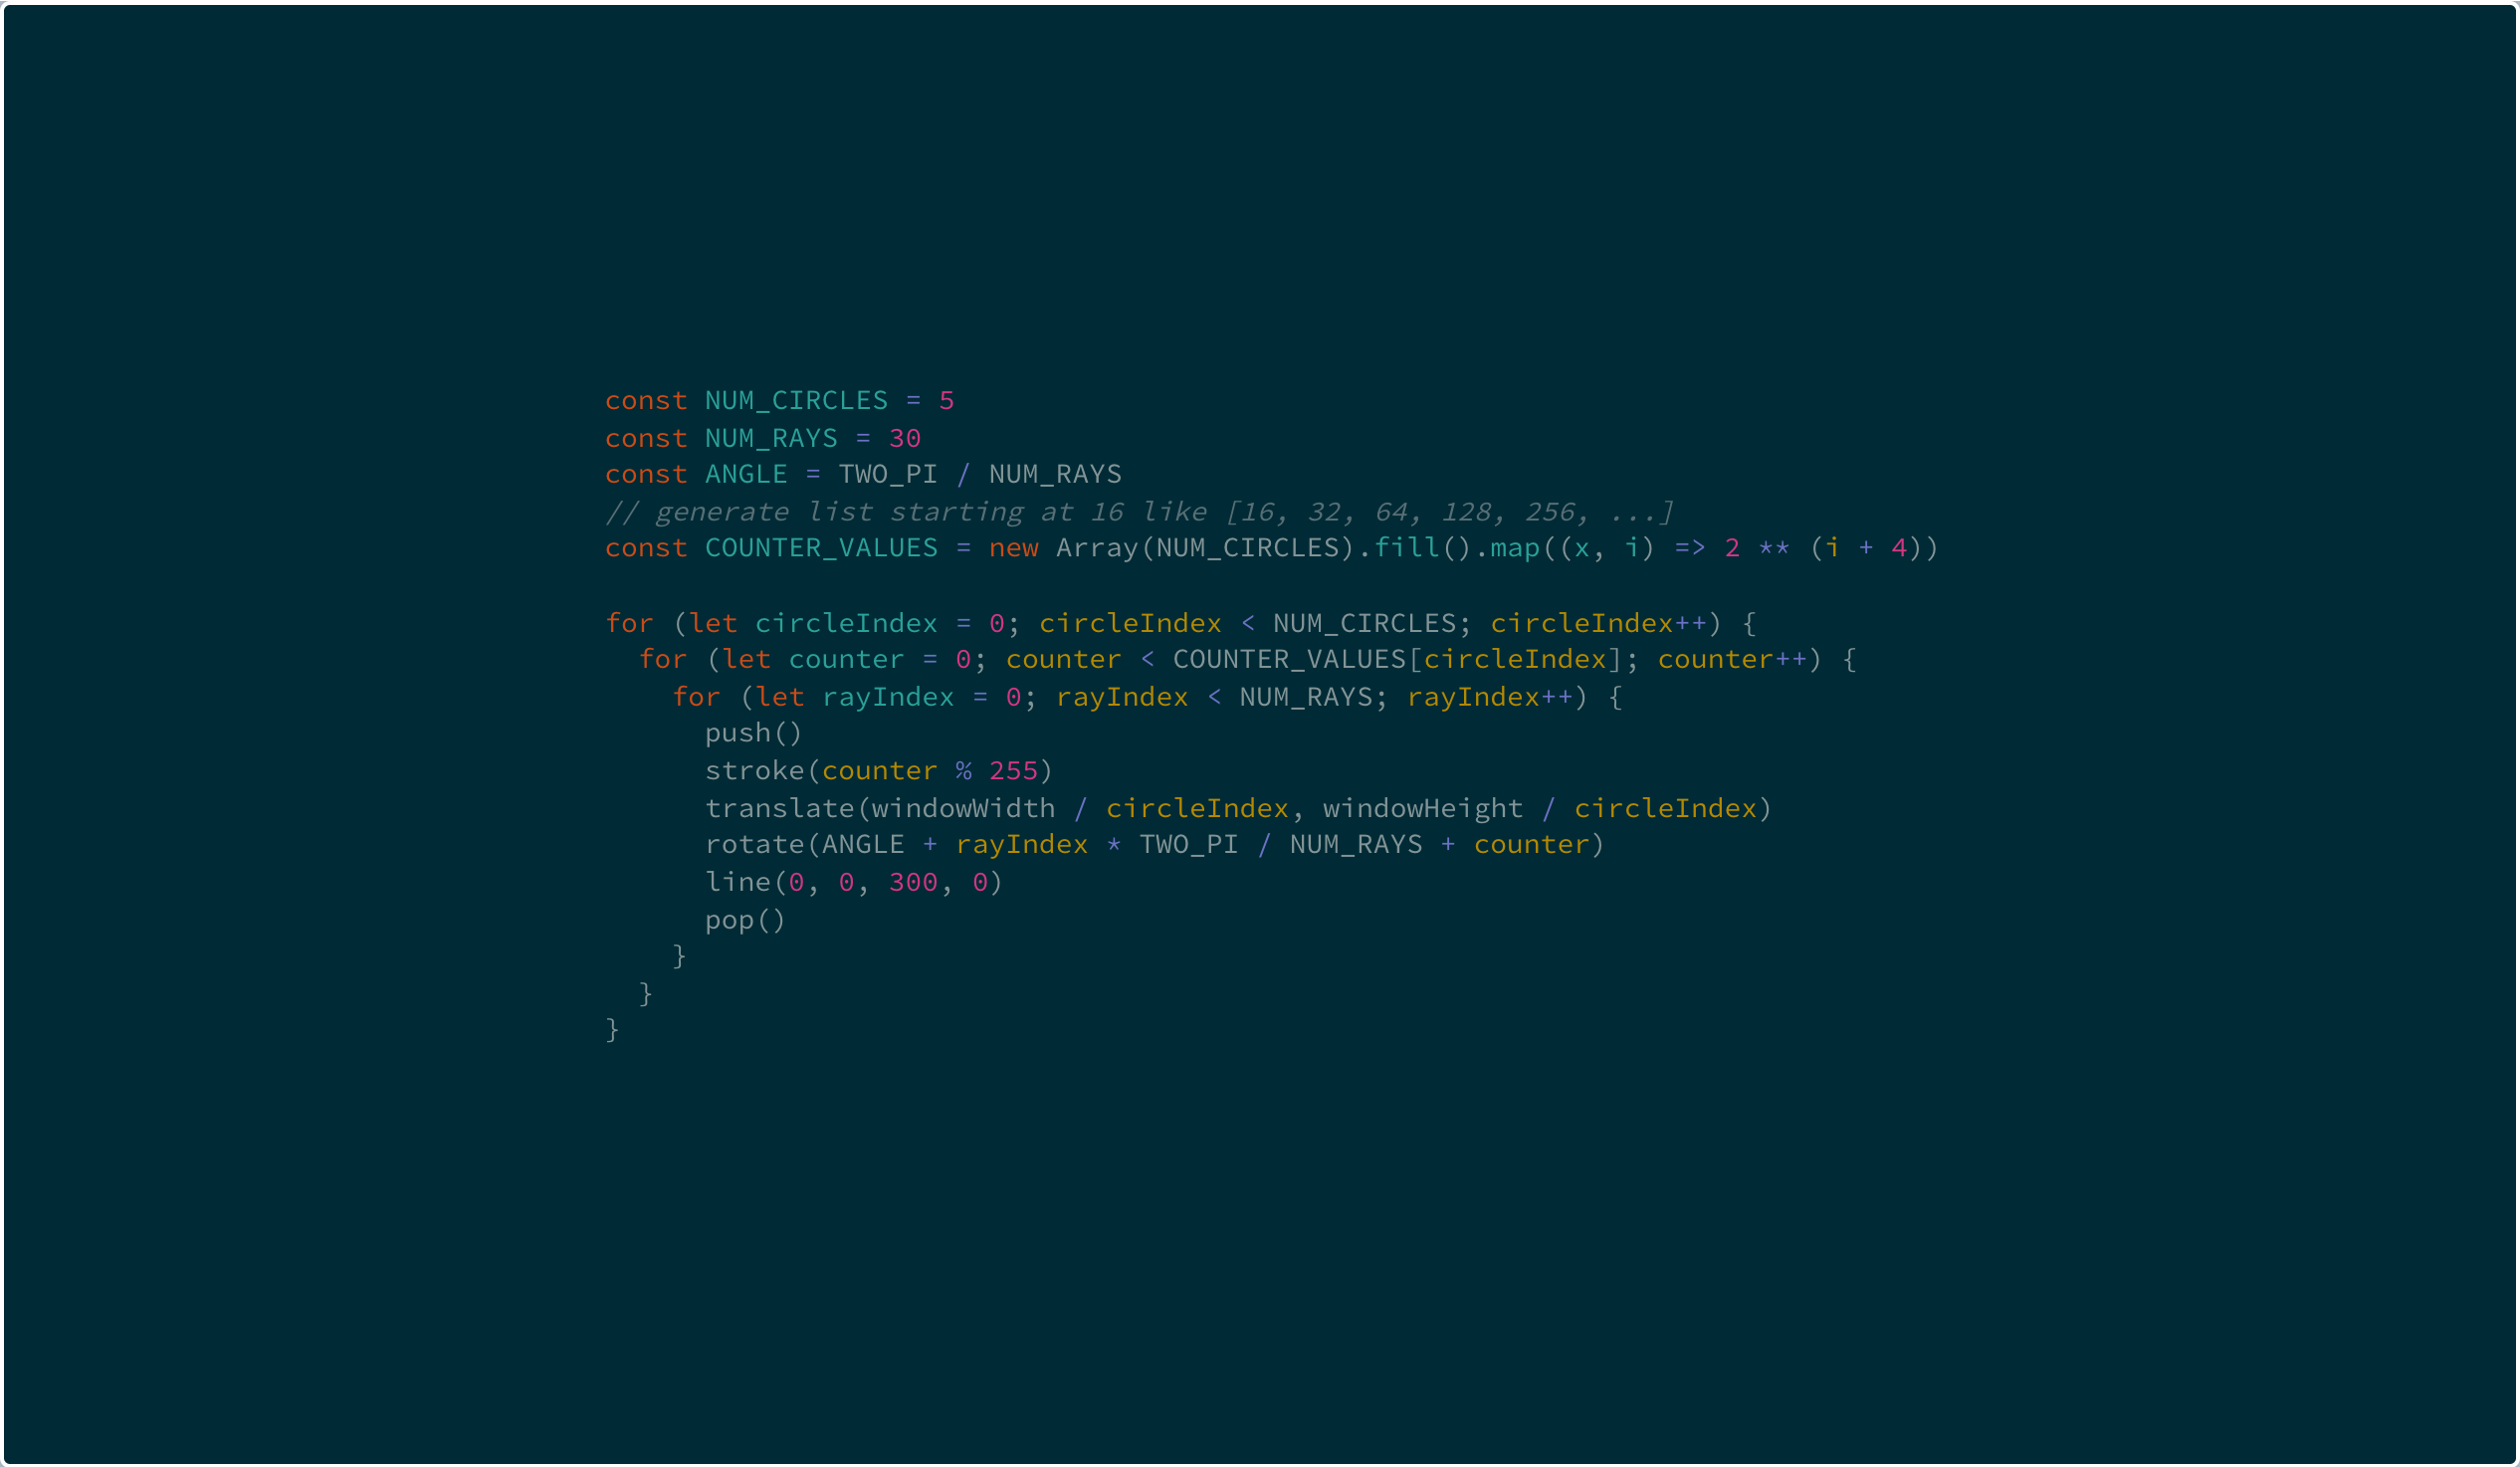 const NUM_CIRCLES = 5
const NUM_RAYS = 30
const ANGLE = TWO_PI / NUM_RAYS
// generate list starting at 16 like [16, 32, 64, 128, 256, ...]
const COUNTER_VALUES = new Array(NUM_CIRCLES).fill().map((x, i) => 2 ** (i + 4))

for (let circleIndex = 0; circleIndex < NUM_CIRCLES; circleIndex++) {
  for (let counter = 0; counter < COUNTER_VALUES[circleIndex]; counter++) {
    for (let rayIndex = 0; rayIndex < NUM_RAYS; rayIndex++) {
      push()
      stroke(counter % 255)
      translate(windowWidth / circleIndex, windowHeight / circleIndex)
      rotate(ANGLE + rayIndex * TWO_PI / NUM_RAYS + counter)
      line(0, 0, 300, 0)
      pop()
    }
  }
}